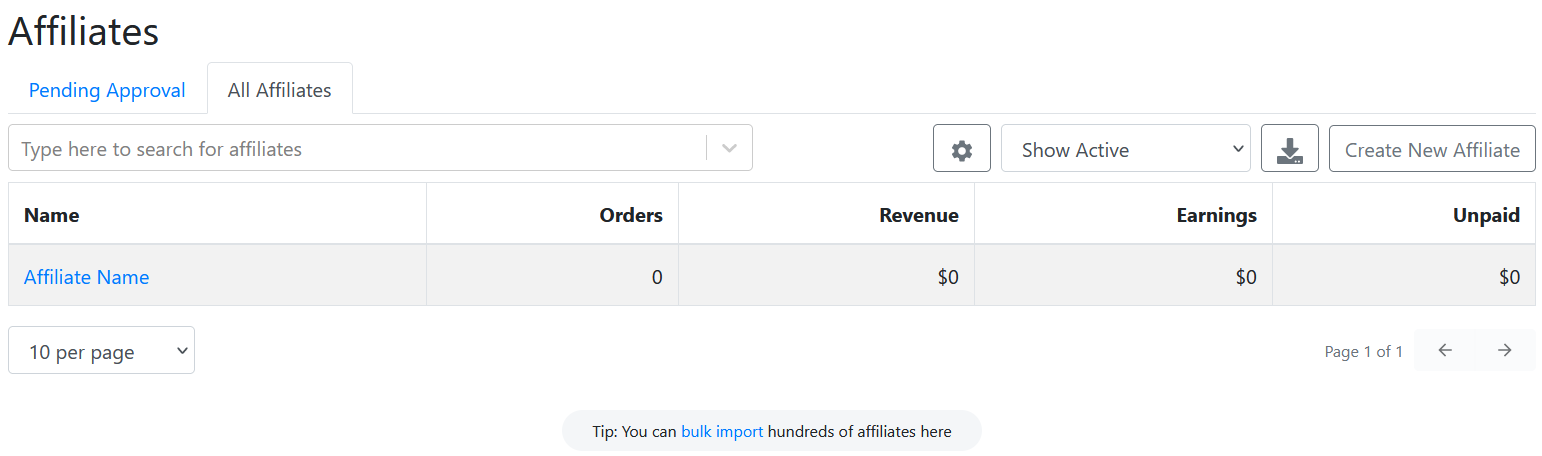 Affiliates
Pending Approval All Affiliates
Type here to search for affiliates Show Active Create New Affiliate
Name Orders Revenue Earnings Unpaid
Affiliate Name 0 $0 $0 $0
10 per page Page 1 of 1
Tip: You can bulk import hundreds of affiliates here